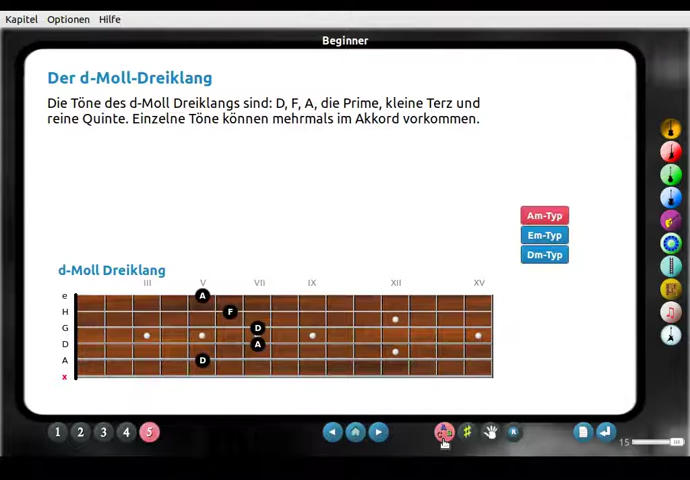 Kapitel Optionen Hilfe
Beginner
Der d-Moll-Dreiklang
Die Töne des d-Moll Dreiklangs sind: D, F, A, die Prime, kleine Terz und
reine Quinte. Einzelne Töne können mehrmals im Akkord vorkommen.
Am-Typ
Em-Typ
Dm-Typ
d-Moll Dreiklang
III V VII IX XII XV
e A
H F
G D
D A
A D
x
1 2 3 4 5
R
15